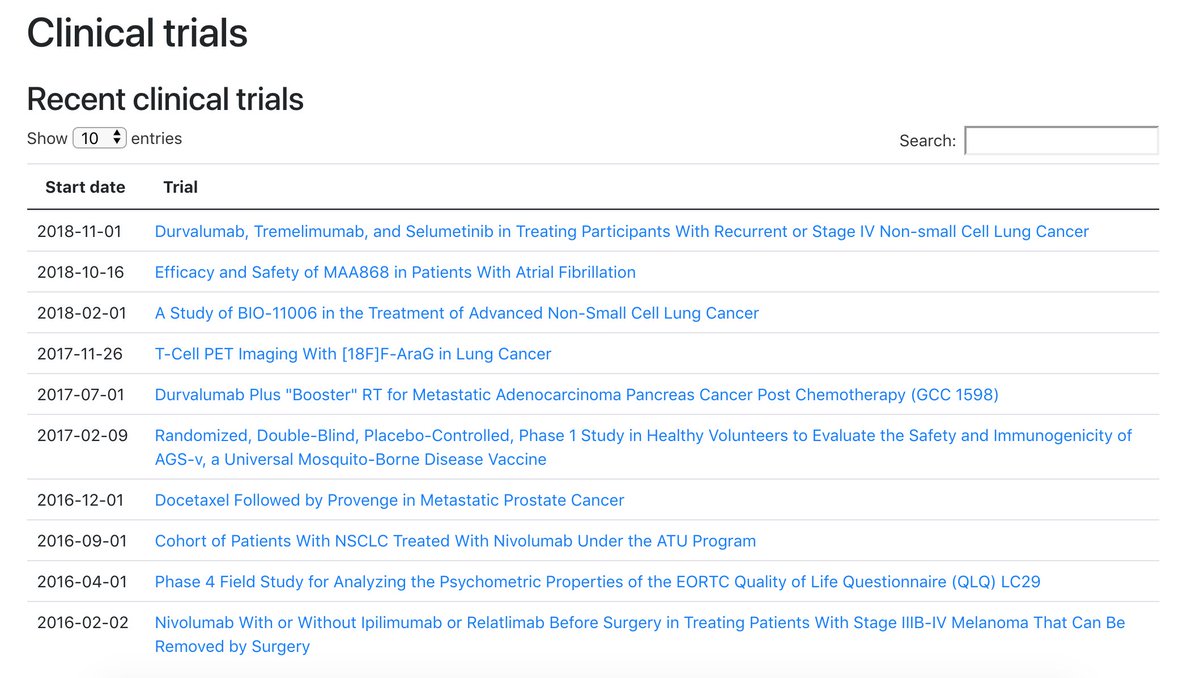 Clinical trials
Recent clinical trials
Show 10 entries
Search:
Start date Trial
2018-11-01 Durvalumab, Tremelimumab, and Selumetinib in Treating Participants With Recurrent or Stage IV Non-small Cell Lung Cancer
2018-10-16 Efficacy and Safety of MAA868 in Patients With Atrial Fibrillation
2018-02-01 A Study of BIO-11006 in the Treatment of Advanced Non-Small Cell Lung Cancer
2017-11-26 T-Cell PET Imaging With [18F]F-AraG in Lung Cancer
2017-07-01 Durvalumab Plus "Booster" RT for Metastatic Adenocarcinoma Pancreas Cancer Post Chemotherapy (GCC 1598)
2017-02-09 Randomized, Double-Blind, Placebo-Controlled, Phase 1 Study in Healthy Volunteers to Evaluate the Safety and Immunogenicity of
AGS-v, a Universal Mosquito-Borne Disease Vaccine
2016-12-01 Docetaxel Followed by Provenge in Metastatic Prostate Cancer
2016-09-01 Cohort of Patients With NSCLC Treated With Nivolumab Under the ATU Program
2016-04-01 Phase 4 Field Study for Analyzing the Psychometric Properties of the EORTC Quality of Life Questionnaire (QLQ) LC29
2016-02-02 Nivolumab With or Without Ipilimumab or Relatlimab Before Surgery in Treating Patients With Stage IIIB-IV Melanoma That Can Be
Removed by Surgery